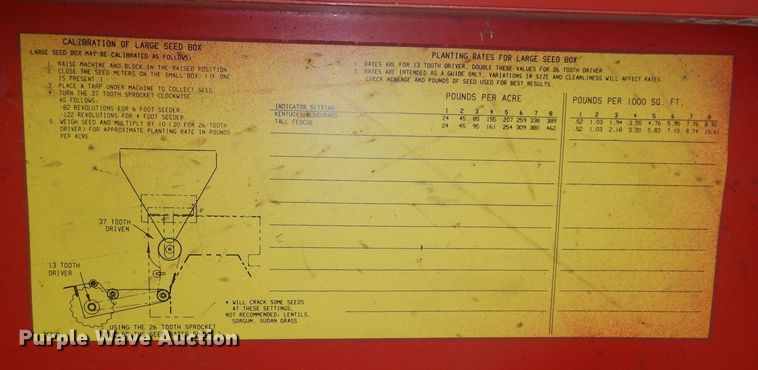 CALIBRATION OF LARGE SEED BOX
LARGE SEED BOX MAY BE CALIBRATED AS FOLLOWS:
1. RAISE MACHINE AND BLOCK IN THE RAISED POSITION
2. CLOSE THE SEED METERS ON THE SMALL BOX. (IF ONE
IS PRESENT.)
3. PLACE A TARP UNDER MACHINE TO COLLECT SEED.
4. TURN THE 37 TOOTH SPROCKET CLOCKWISE
AS FOLLOWS:
-82 REVOLUTIONS FOR 6 FOOT SEEDER
-122 REVOLUTIONS FOR 4 FOOT SEEDER
5. WEIGH SEED AND MULTIPLY BY 10 (20 FOR 26 TOOTH
DRIVER) FOR APPROXIMATE PLANTING RATE IN POUNDS
PER ACRE.
37 TOOTH
DRIVEN
13 TOOTH
DRIVER
USING THE 26 TOOTH SPROCKET
* WILL CRACK SOME SEEDS
AT THESE SETTINGS.
NOT RECOMMENDED: LENTILS,
SORGUM, SUDAN GRASS
PLANTING RATES FOR LARGE SEED BOX
1. RATES ARE FOR 13 TOOTH DRIVER, DOUBLE THESE VALUES FOR 26 TOOTH DRIVER
2. RATES ARE INTENDED AS A GUIDE ONLY, VARIATIONS IN SIZE AND CLEANLINESS WILL AFFECT RATES
CHECK ACREAGE AND POUNDS OF SEED USED FOR BEST RESULTS.
POUNDS PER ACRE POUNDS PER 1000 SQ. FT.
INDICATOR SETTING 1 2 3 4 5 6 7 8 1 2 3 4 5 6 7 8
KENTUCKY BLUEGRASS 24 45 85 155 207 259 338 389 .52 1.03 1.94 3.55 4.76 5.95 7.76 8.92
TALL FESCUE 24 45 95 161 254 309 380 462 .52 1.03 2.18 3.70 5.83 7.10 8.74 10.61
Purple Wave Auction